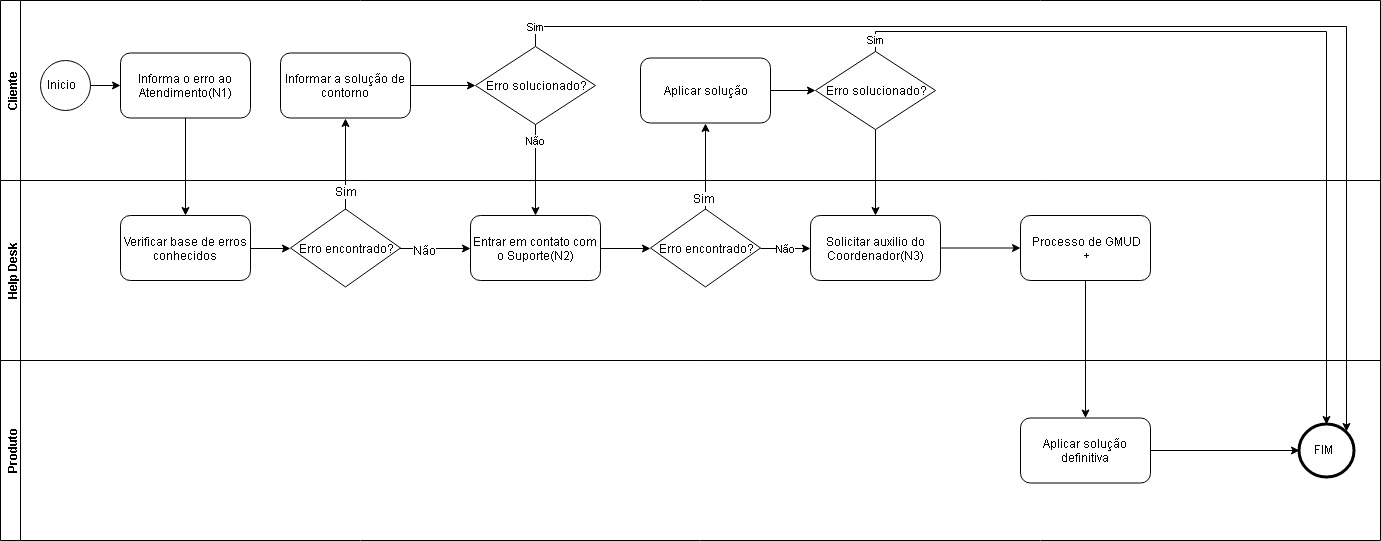 Cliente
Inicio
Informa o erro ao
Atendimento(N1)
Informar a solução de
contorno
Sim
Erro solucionado?
Não
Aplicar solução
Sim
Erro solucionado?
Help Desk
Verificar base de erros
conhecidos
Sim
Erro encontrado?
Não
Entrar em contato com
o Suporte(N2)
Sim
Erro encontrado?
Não
Solicitar auxilio do
Coordenador(N3)
Processo de GMUD
+
Produto
Aplicar solução
definitiva
FIM